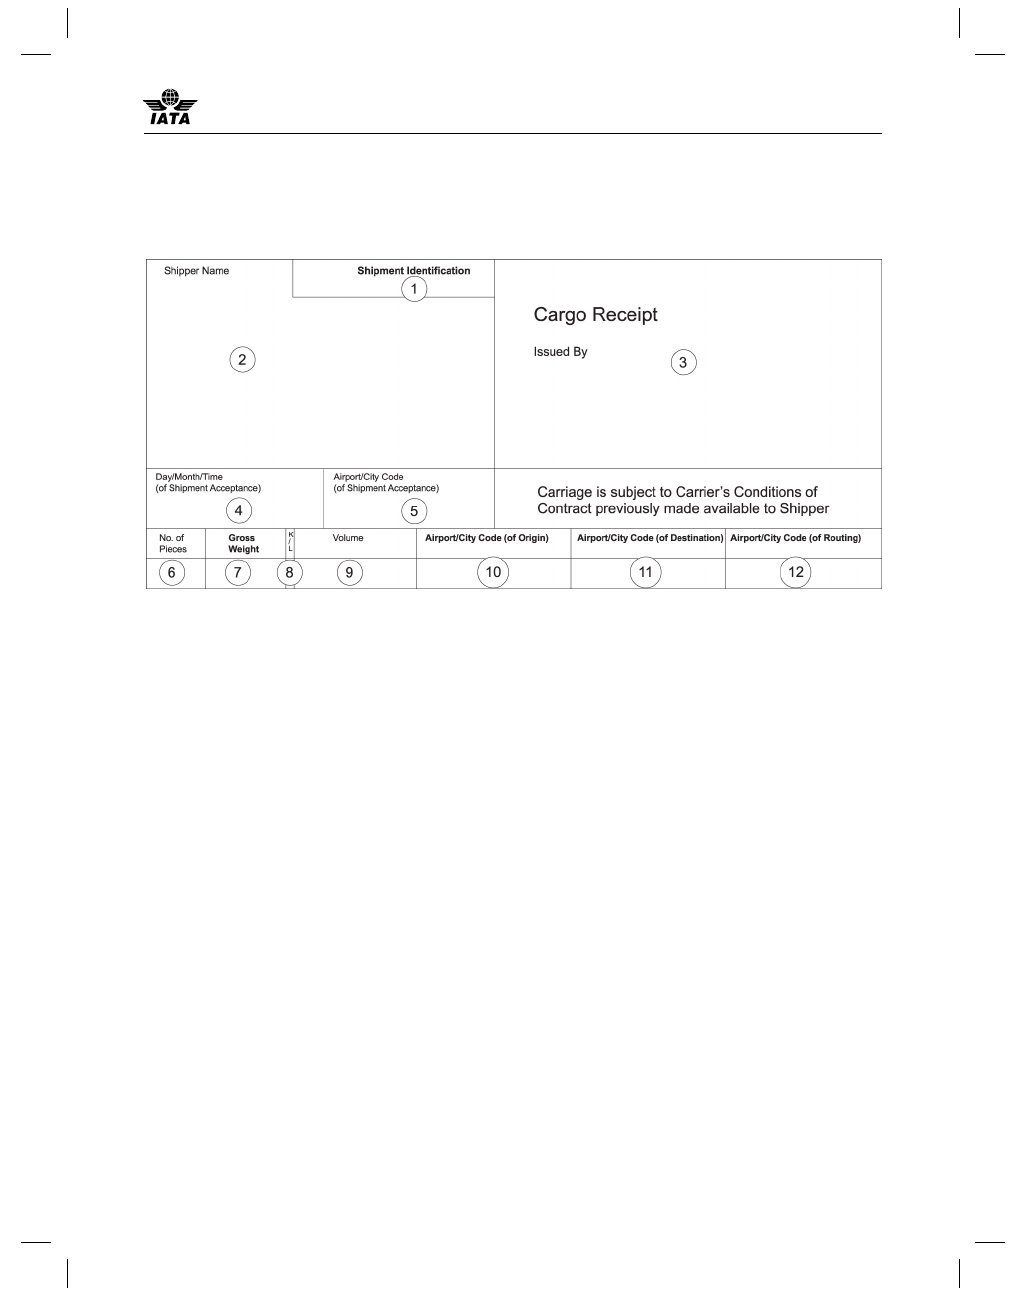 IATA
Shipper Name
Shipment Identification
1
2
Cargo Receipt
Issued By
3
Day/Month/Time
(of Shipment Acceptance)
4
Airport/City Code
(of Shipment Acceptance)
5
Carriage is subject to Carrier's Conditions of
Contract previously made available to Shipper
No. of
Pieces
Gross
Weight
K
/
L
Volume
Airport/City Code (of Origin)
Airport/City Code (of Destination)
Airport/City Code (of Routing)
6
7
8
9
10
11
12